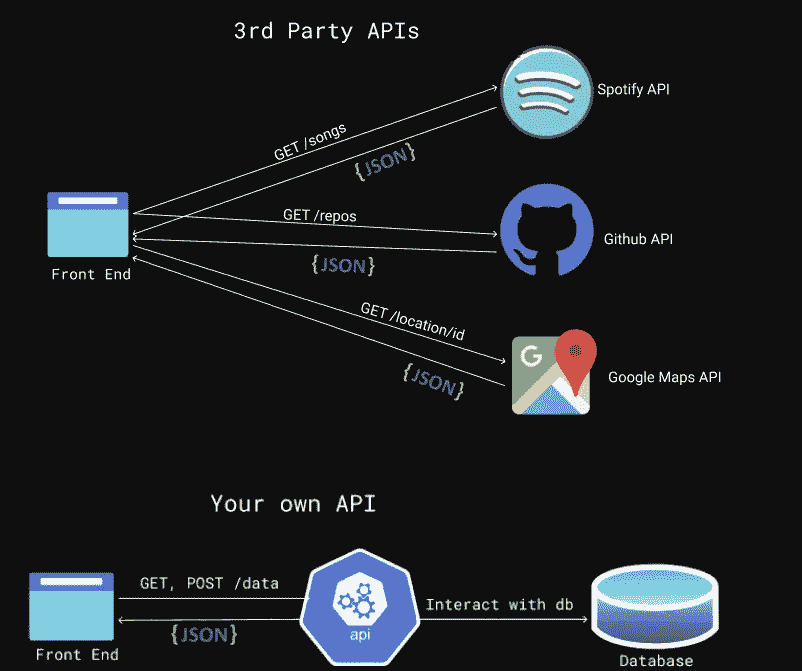 3rd Party APIs
Spotify API
GET /songs
{JSON}
GET /repos
Github API
{JSON}
Front End
GET /location/id
G
Google Maps API
{JSON}
Your own API
GET, POST /data
{JSON}
Front End
api
Interact with db
Database